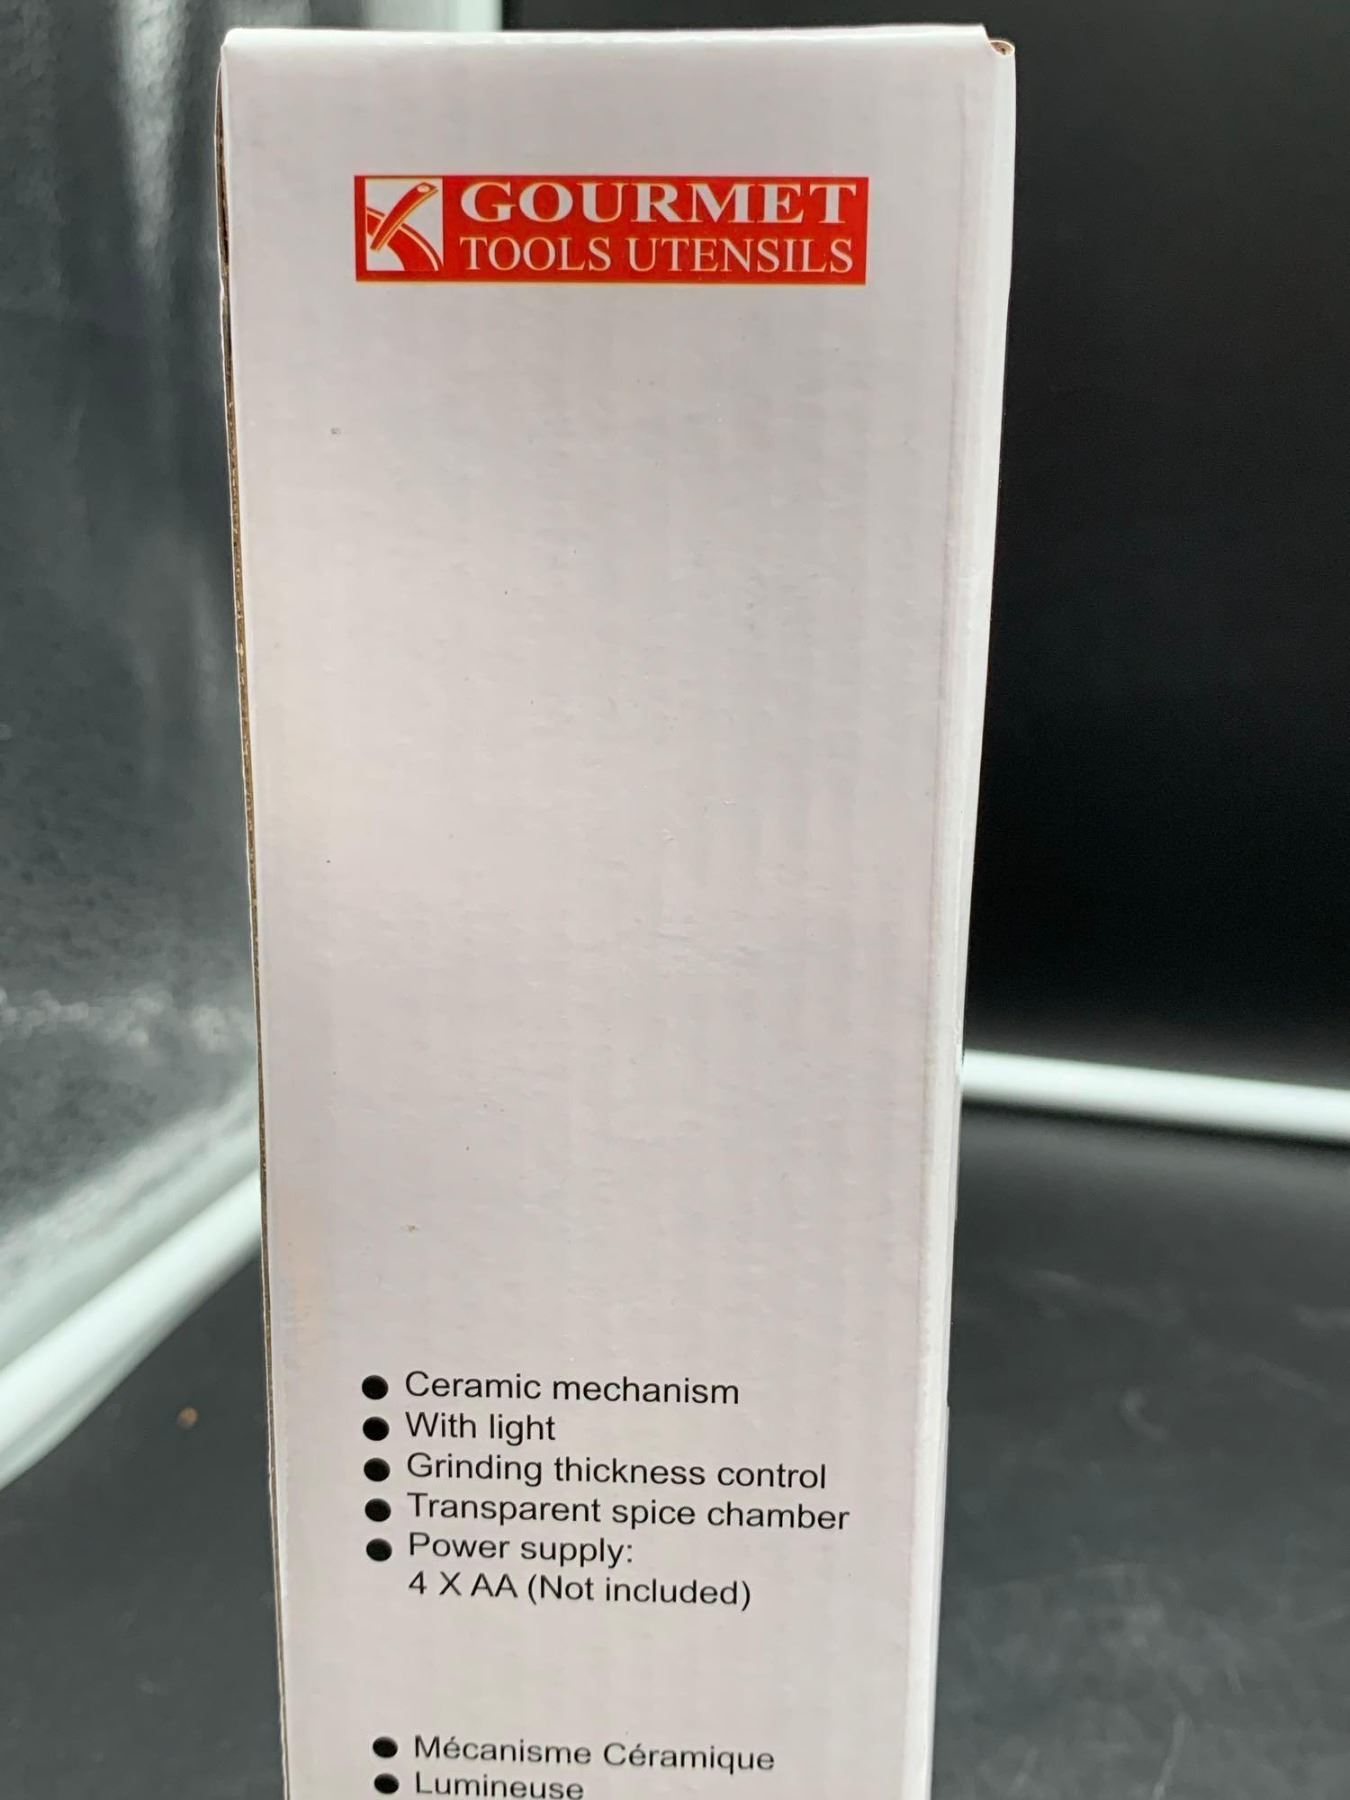 GOURMET
TOOLS UTENSILS
● Ceramic mechanism
● With light
● Grinding thickness control
● Transparent spice chamber
● Power supply:
4 X AA (Not included)
● Mécanisme Céramique
● Lumineuse